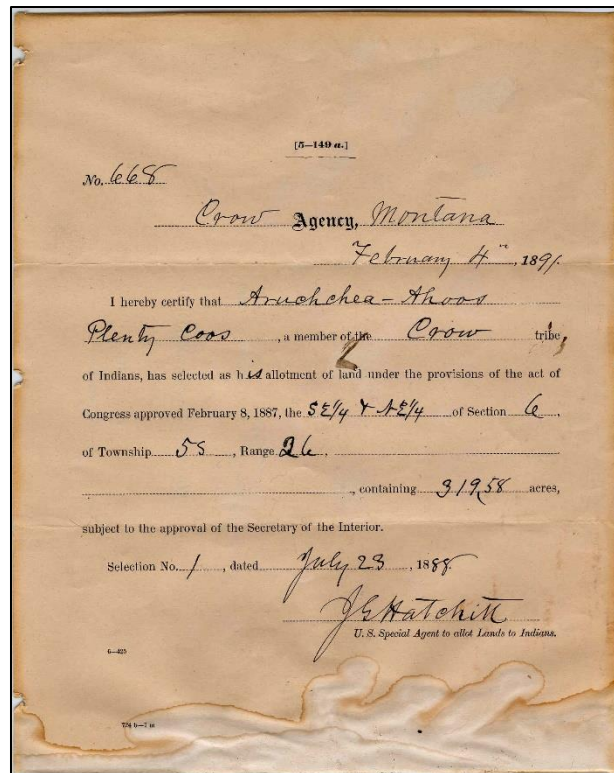 [5—149 a.]
No. 668
Crow Agency, Montana
February 4th, 1891.
I hereby certify that Aruchchea - Ahoos
Plenty Coos, a member of the Crow tribe,
of Indians, has selected as his allotment of land under the provisions of the act of
Congress approved February 8, 1887, the SE1/4 & NE1/4 of Section 6,
of Township 5S, Range 26,
, containing 319.58 acres,
subject to the approval of the Secretary of the Interior.
Selection No. 1, dated July 23, 1888.
J G Hatchitt
U. S. Special Agent to allot Lands to Indians.
6—425